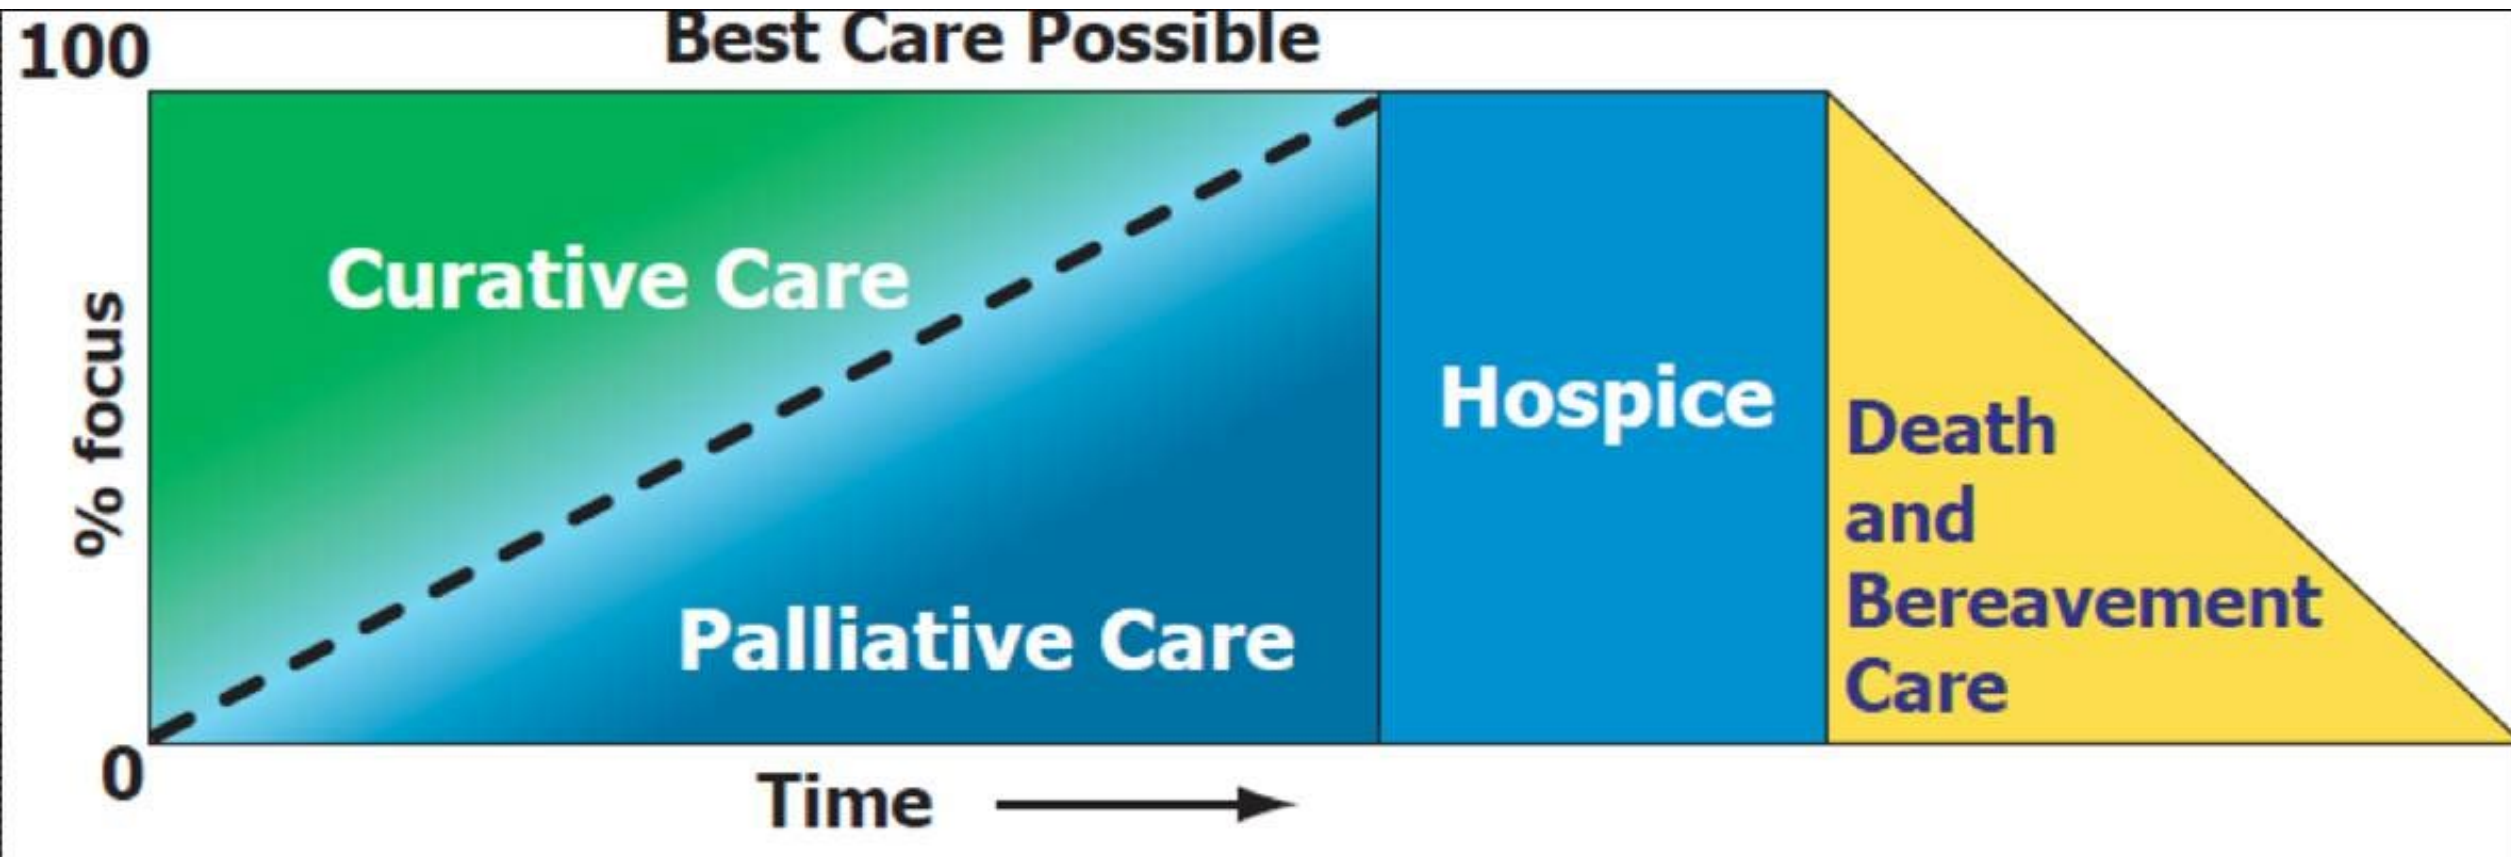 Best Care Possible
100
% focus
Curative Care
Palliative Care
Hospice
Death
and
Bereavement
Care
0
Time